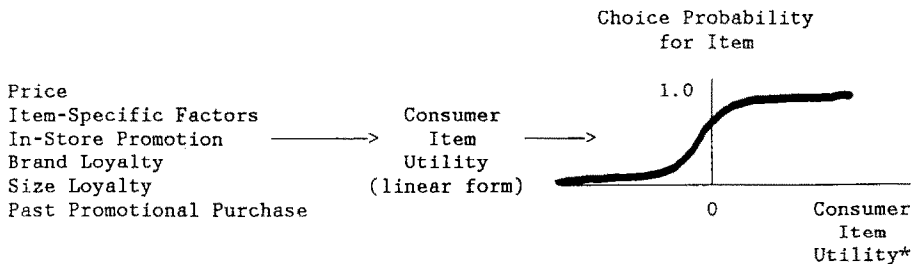 Choice Probability
for Item
Price
Item-Specific Factors
In-Store Promotion
Brand Loyalty
Size Loyalty
Past Promotional Purchase
Consumer
Item
Utility
(linear form)
1.0
0
Consumer
Item
Utility*